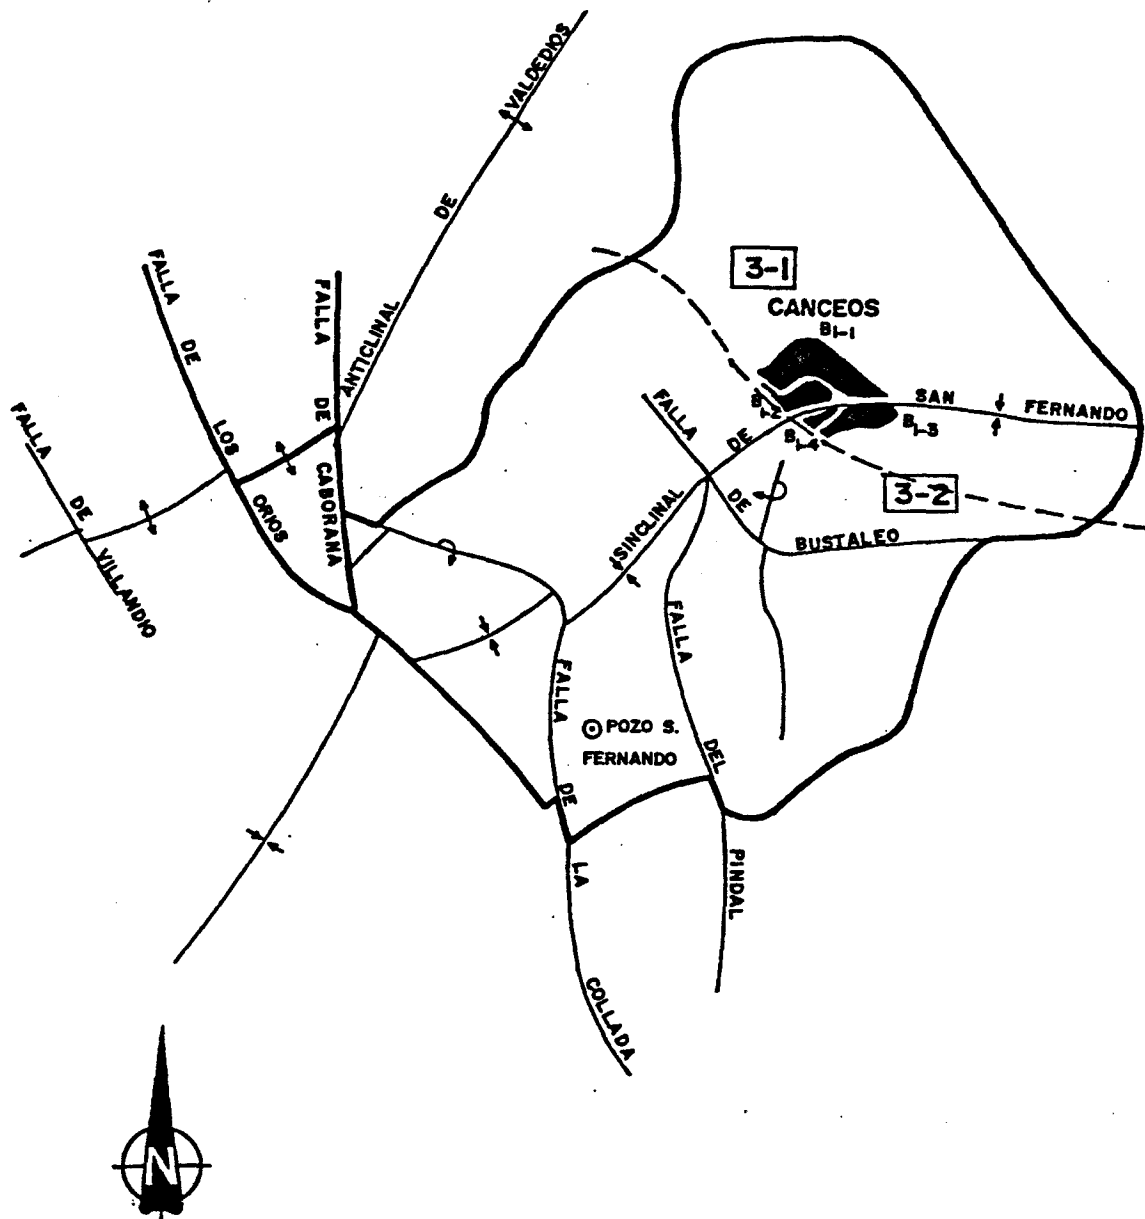 ANTICLINAL DE VALDEDIOS
FALLA DE LOS ORIOS
FALLA DE CABORANA
FALLA DE VILLANDIO
3-1
CANCEOS
B1-1
B1-2
B1-3
B1-4
3-2
SINCLINAL DE SAN FERNANDO
FALLA DE BUSTALEO
FALLA DEL PINDAL
FALLA DE LA COLLADA
POZO S.
FERNANDO
N